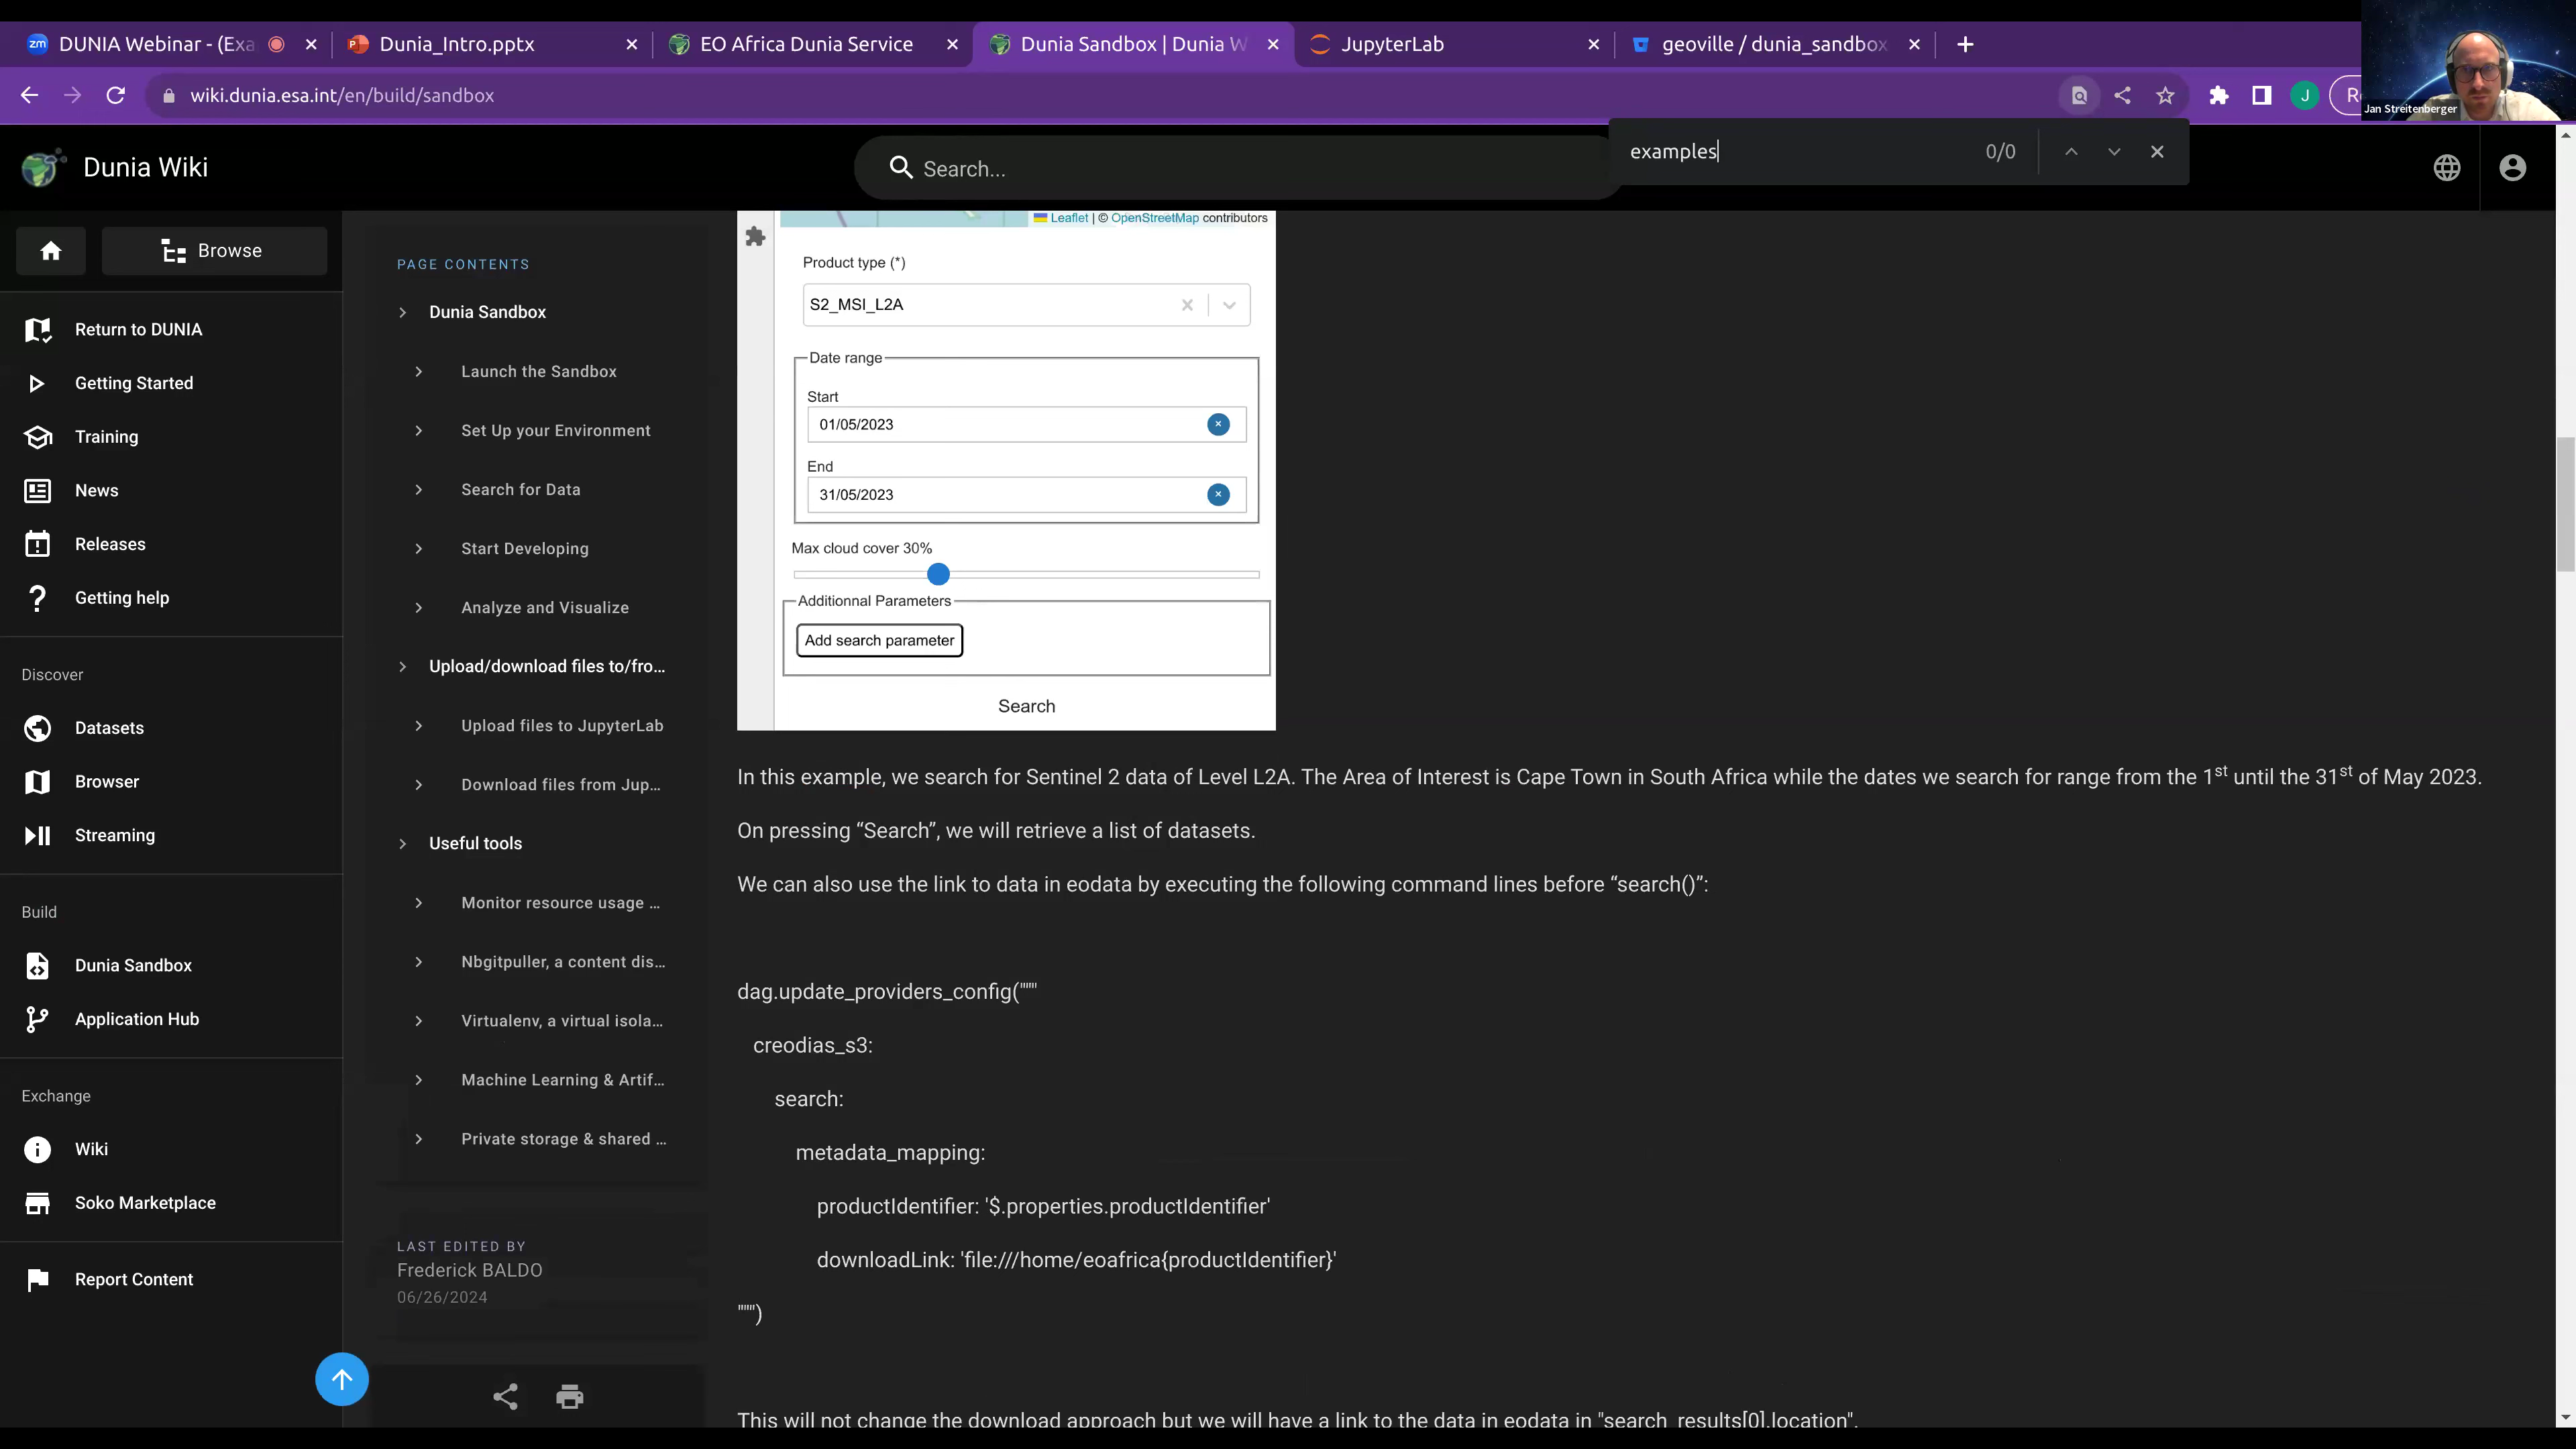 DUNIA Webinar - (Exa
Dunia_Intro.pptx
EO Africa Dunia Service
Dunia Sandbox | Dunia W
JupyterLab
geoville / dunia_sandbox
wiki.dunia.esa.int/en/build/sandbox
J
Re
Jan Streitenberger
Dunia Wiki
Search...
examples
0/0
Browse
Return to DUNIA
Getting Started
Training
News
Releases
Getting help
Discover
Datasets
Browser
Streaming
Build
Dunia Sandbox
Application Hub
Exchange
Wiki
Soko Marketplace
Report Content
PAGE CONTENTS
Dunia Sandbox
Launch the Sandbox
Set Up your Environment
Search for Data
Start Developing
Analyze and Visualize
Upload/download files to/fro...
Upload files to JupyterLab
Download files from Jup...
Useful tools
Monitor resource usage ...
Nbgitpuller, a content dis...
Virtualenv, a virtual isola...
Machine Learning & Artif...
Private storage & shared ...
LAST EDITED BY
Frederick BALDO
06/26/2024
Leaflet | © OpenStreetMap contributors
Product type (*)
S2_MSI_L2A
Date range
Start
01/05/2023
End
31/05/2023
Max cloud cover 30%
Additionnal Parameters
Add search parameter
Search
In this example, we search for Sentinel 2 data of Level L2A. The Area of Interest is Cape Town in South Africa while the dates we search for range from the 1st until the 31st of May 2023.
On pressing “Search”, we will retrieve a list of datasets.
We can also use the link to data in eodata by executing the following command lines before “search()”:
dag.update_providers_config("""
creodias_s3:
search:
metadata_mapping:
productIdentifier: '$.properties.productIdentifier'
downloadLink: 'file:///home/eoafrica{productIdentifier}'
""")
This will not change the download approach but we will have a link to the data in eodata in "search_results[0].location".